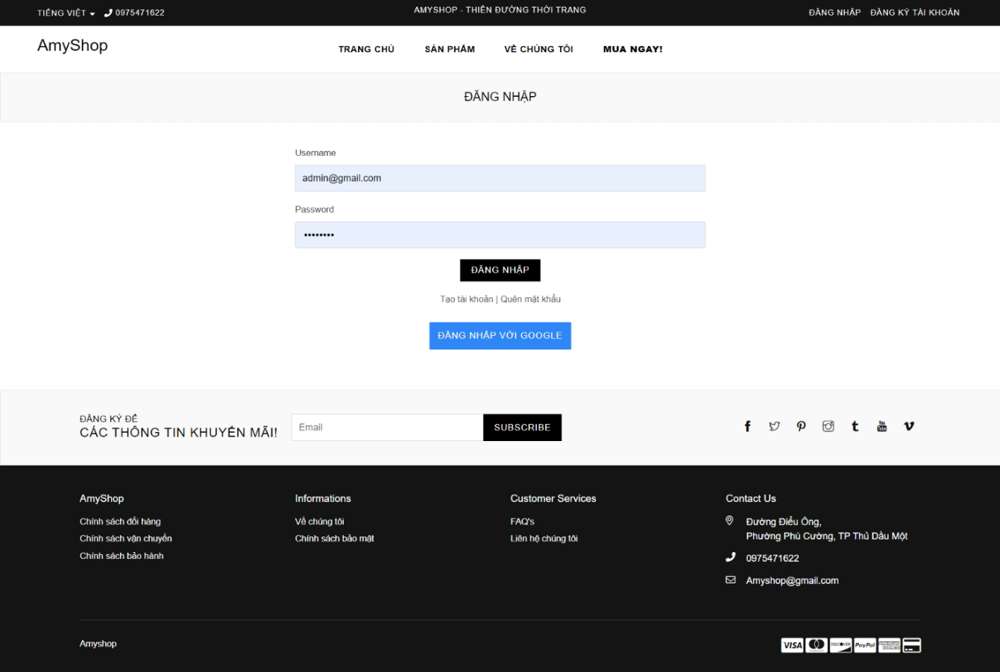 TIẾNG VIỆT 0975471622
AMYSHOP - THIÊN ĐƯỜNG THỜI TRANG
ĐĂNG NHẬP ĐĂNG KÝ TÀI KHOẢN
AmyShop
TRANG CHỦ SẢN PHẨM VỀ CHÚNG TÔI MUA NGAY!
ĐĂNG NHẬP
Username
admin@gmail.com
Password
••••••••
ĐĂNG NHẬP
Tạo tài khoản | Quên mật khẩu
ĐĂNG NHẬP VỚI GOOGLE
ĐĂNG KÝ ĐỂ
CÁC THÔNG TIN KHUYẾN MÃI!
Email
SUBSCRIBE
AmyShop
Chính sách đổi hàng
Chính sách vận chuyển
Chính sách bảo hành
Informations
Về chúng tôi
Chính sách bảo mật
Customer Services
FAQ's
Liên hệ chúng tôi
Contact Us
Đường Điểu Ông,
Phường Phú Cường, TP Thủ Dầu Một
0975471622
Amyshop@gmail.com
Amyshop
VISA DISCOVER PayPal AMERICAN EXPRESS